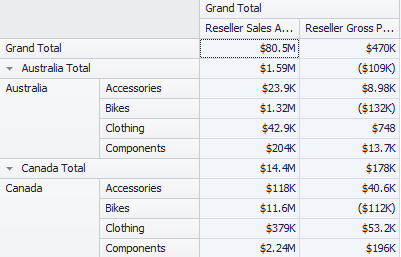 Grand Total
Reseller Sales A... Reseller Gross P...
Grand Total $80.5M $470K
Australia Total $1.59M ($109K)
Australia Accessories $23.9K $8.98K
Bikes $1.32M ($132K)
Clothing $42.9K $748
Components $204K $13.7K
Canada Total $14.4M $178K
Canada Accessories $118K $40.6K
Bikes $11.6M ($112K)
Clothing $379K $53.2K
Components $2.24M $196K